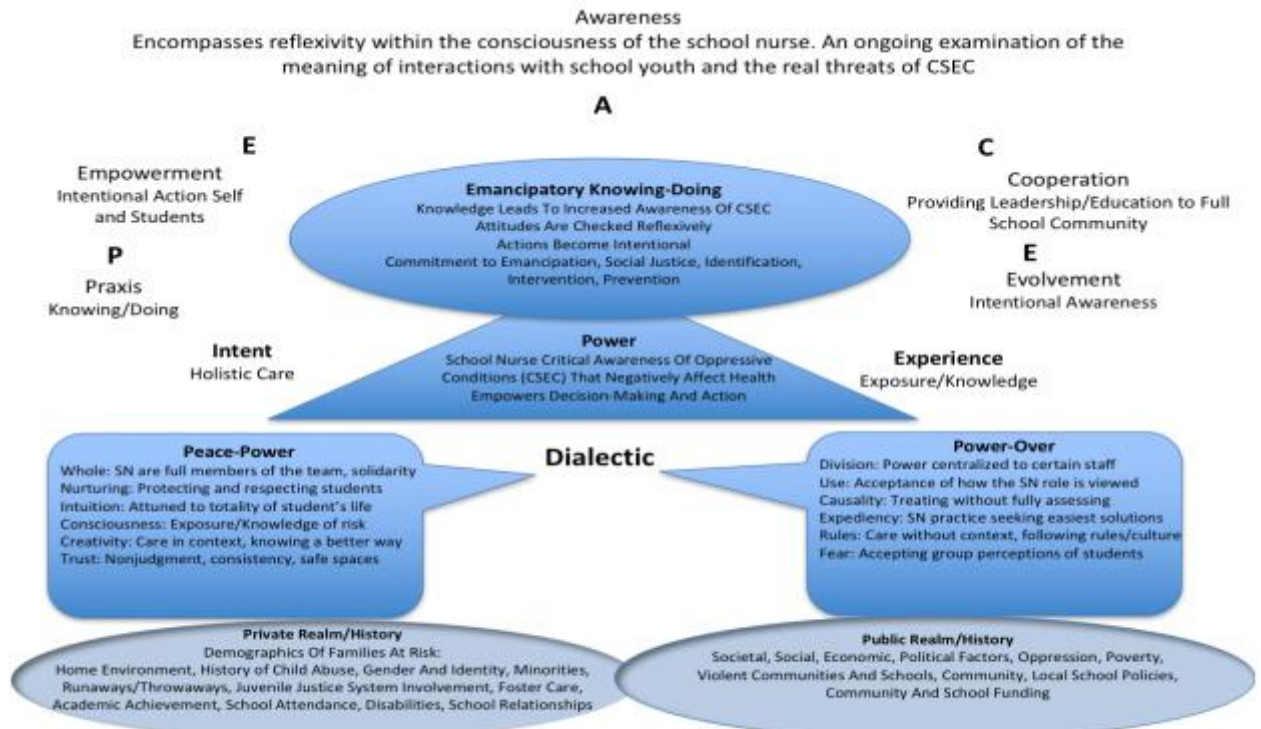 Awareness
Encompasses reflexivity within the consciousness of the school nurse. An ongoing examination of the
meaning of interactions with school youth and the real threats of CSEC
A
E
Empowerment
Intentional Action Self
and Students
P
Praxis
Knowing/Doing
C
Cooperation
Providing Leadership/Education to Full
School Community
E
Evolvement
Intentional Awareness
Emancipatory Knowing-Doing
Knowledge Leads To Increased Awareness Of CSEC
Attitudes Are Checked Reflexively
Actions Become Intentional
Commitment to Emancipation, Social Justice, Identification,
Intervention, Prevention
Intent
Holistic Care
Power
School Nurse Critical Awareness Of Oppressive
Conditions (CSEC) That Negatively Affect Health
Empowers Decision-Making And Action
Experience
Exposure/Knowledge
Peace-Power
Whole: SN are full members of the team, solidarity
Nurturing: Protecting and respecting students
Intuition: Attuned to totality of student's life
Consciousness: Exposure/Knowledge of risk
Creativity: Care in context, knowing a better way
Trust: Nonjudgment, consistency, safe spaces
Dialectic
Power-Over
Division: Power centralized to certain staff
Use: Acceptance of how the SN role is viewed
Causality: Treating without fully assessing
Expediency: SN practice seeking easiest solutions
Rules: Care without context, following rules/culture
Fear: Accepting group perceptions of students
Private Realm/History
Demographics Of Families At Risk:
Home Environment, History of Child Abuse, Gender And Identity, Minorities,
Runaways/Throwaways, Juvenile Justice System Involvement, Foster Care,
Academic Achievement, School Attendance, Disabilities, School Relationships
Public Realm/History
Societal, Social, Economic, Political Factors, Oppression, Poverty,
Violent Communities And Schools, Community, Local School Policies,
Community And School Funding